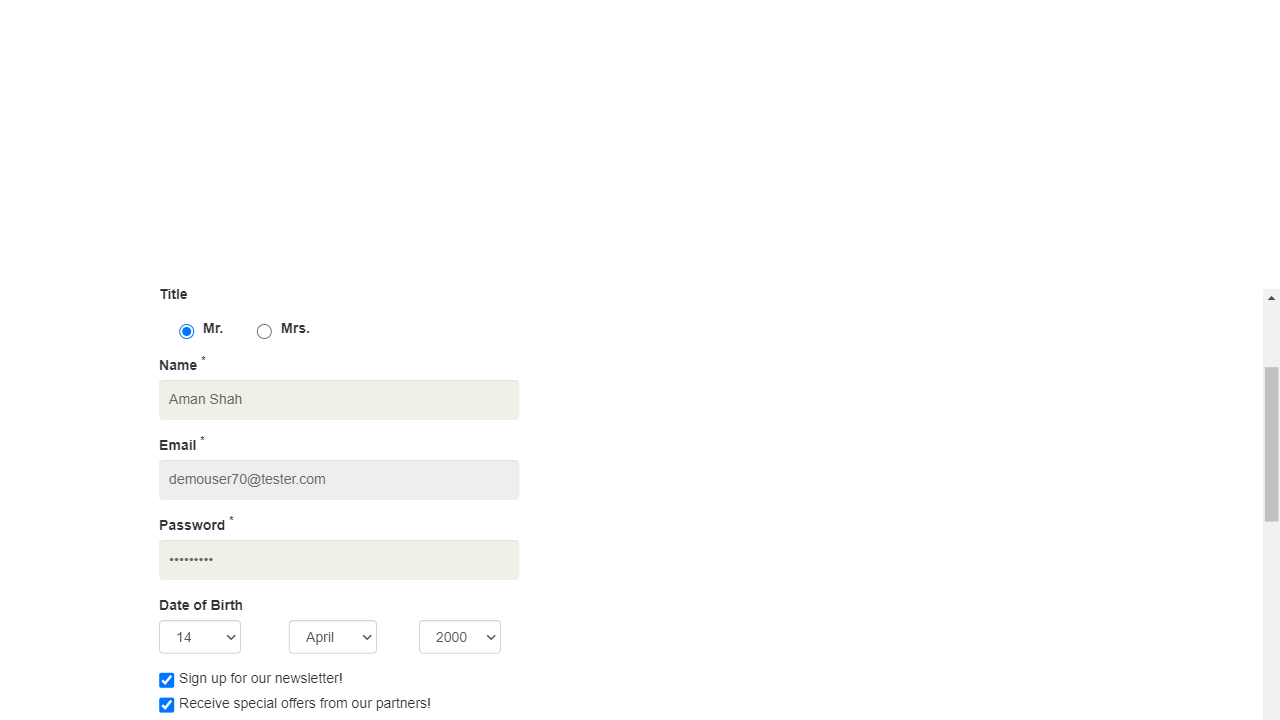 Title
Mr. Mrs.
Name *
Aman Shah
Email *
demouser70@tester.com
Password *
•••••••••
Date of Birth
14 April 2000
Sign up for our newsletter!
Receive special offers from our partners!